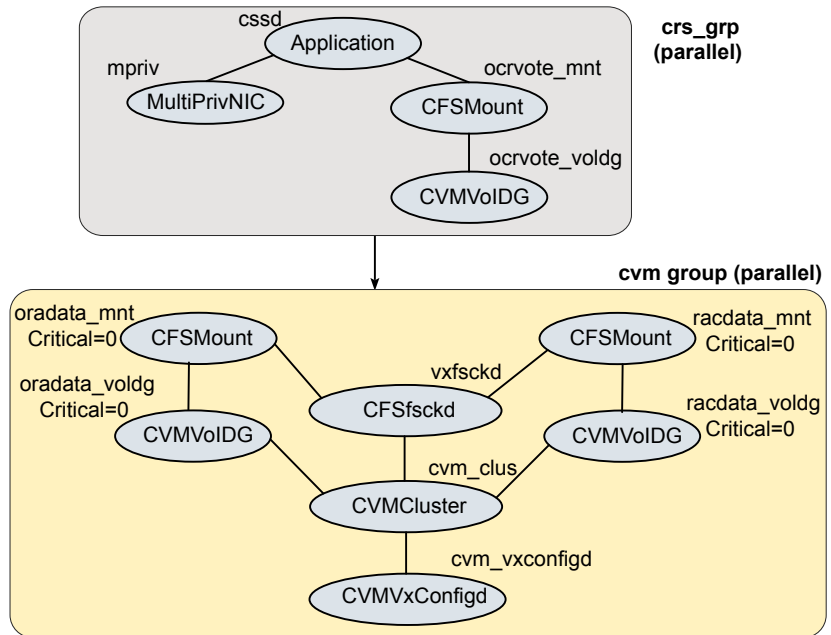 cssd
Application
crs_grp
(parallel)
mpriv
MultiPrivNIC
ocrvote_mnt
CFSMount
ocrvote_voldg
CVMVolDG
cvm group (parallel)
oradata_mnt
Critical=0
CFSMount
racdata_mnt
Critical=0
CFSMount
oradata_voldg
Critical=0
CVMVolDG
vxfsckd
CFSfsckd
racdata_voldg
Critical=0
CVMVolDG
cvm_clus
CVMCluster
cvm_vxconfigd
CVMVxConfigd